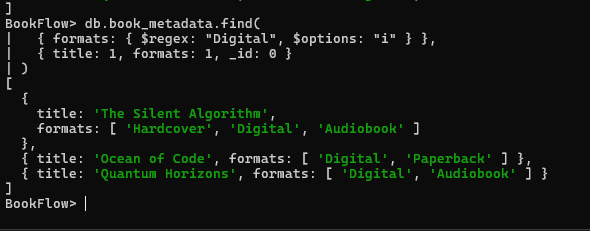 ]
BookFlow> db.book_metadata.find(
|   { formats: { $regex: "Digital", $options: "i" } },
|   { title: 1, formats: 1, _id: 0 }
| )
[
  {
    title: 'The Silent Algorithm',
    formats: [ 'Hardcover', 'Digital', 'Audiobook' ]
  },
  { title: 'Ocean of Code', formats: [ 'Digital', 'Paperback' ] },
  { title: 'Quantum Horizons', formats: [ 'Digital', 'Audiobook' ] }
]
BookFlow>